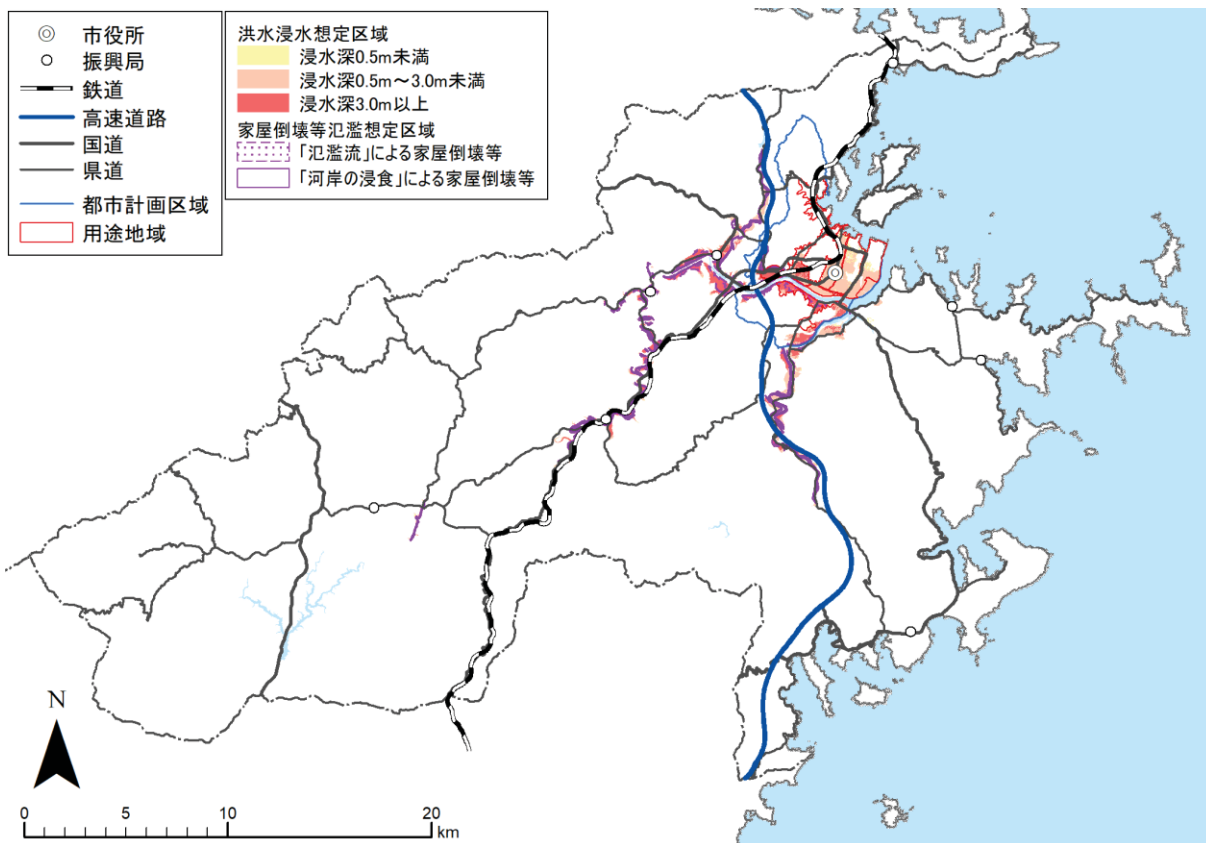 市役所
振興局
鉄道
高速道路
国道
県道
都市計画区域
用途地域
洪水浸水想定区域
浸水深0.5m未満
浸水深0.5m～3.0m未満
浸水深3.0m以上
家屋倒壊等氾濫想定区域
「氾濫流」による家屋倒壊等
「河岸の浸食」による家屋倒壊等
N
0 5 10 20
km